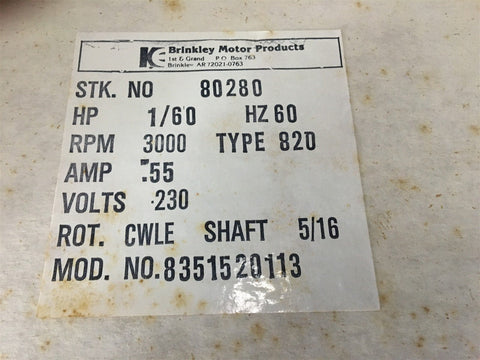 KE Brinkley Motor Products
1st & Grand P.O. Box 763
Brinkley AR 72021-0763
STK. NO 80280
HP 1/60 HZ 60
RPM 3000 TYPE 820
AMP .55
VOLTS 230
ROT. CWLE SHAFT 5/16
MOD. NO. 8351520113